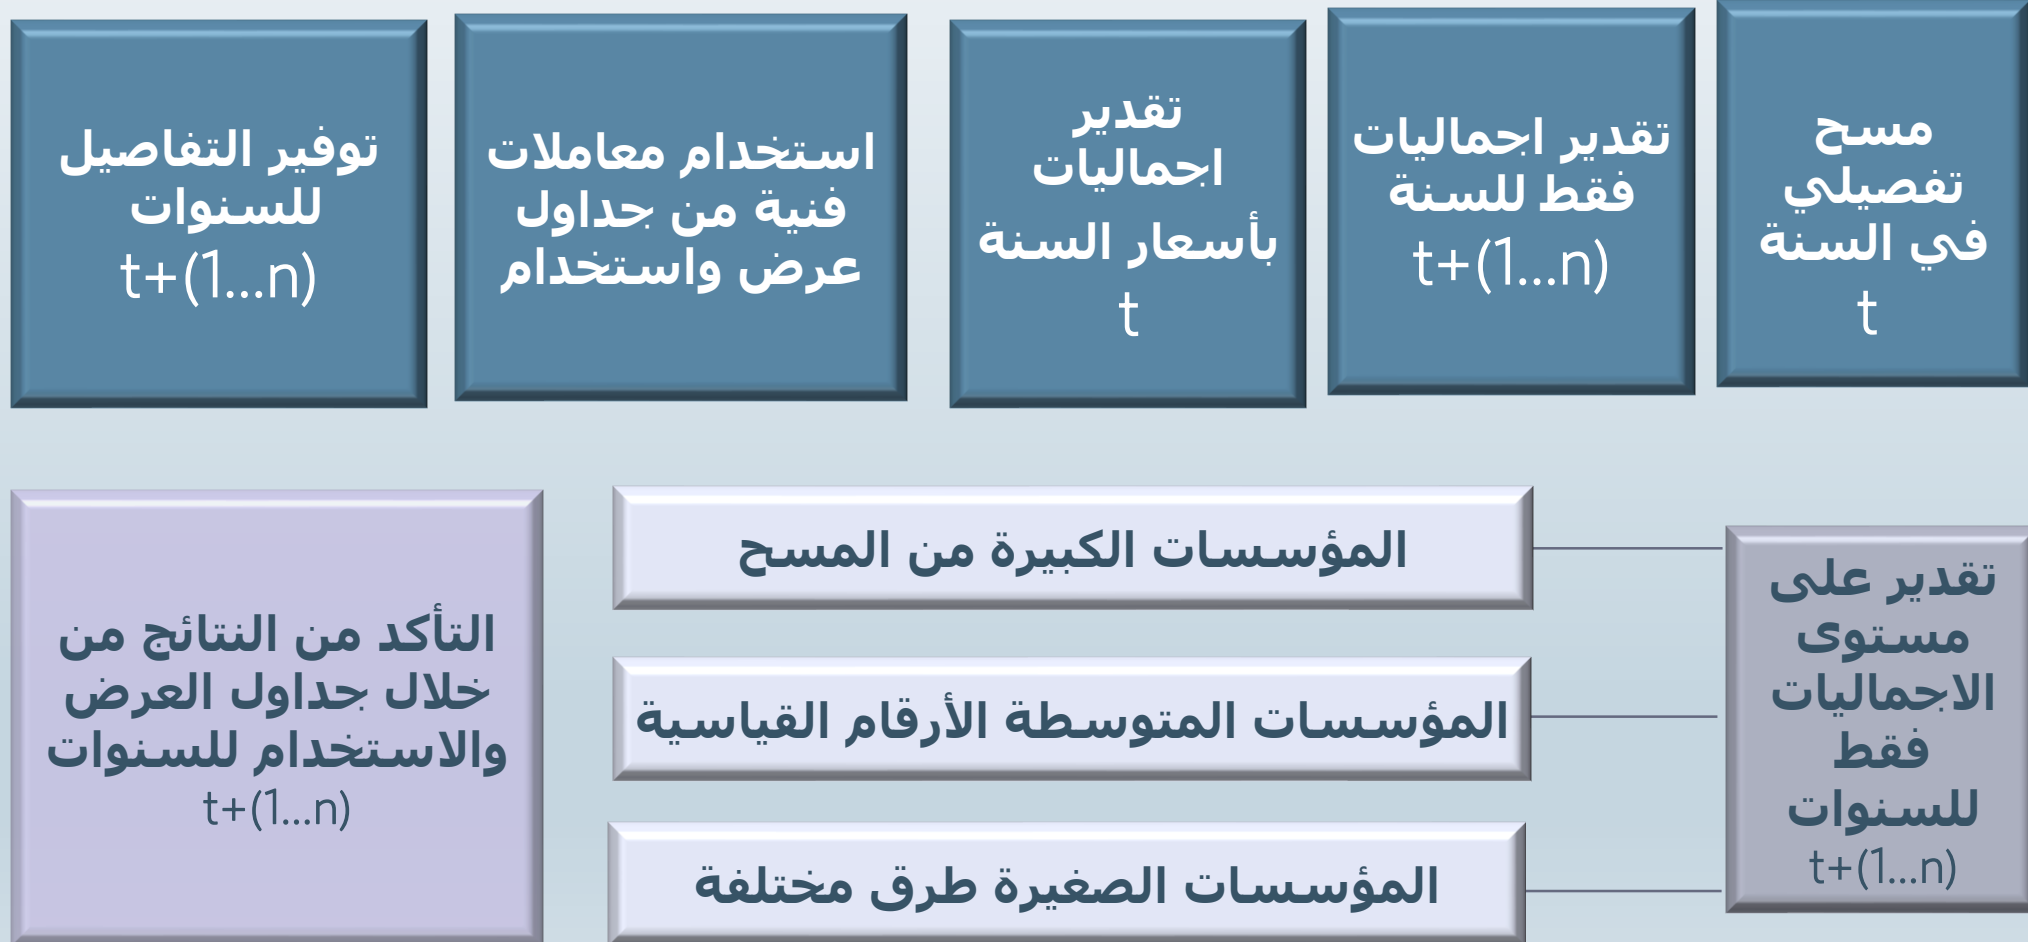 مسح
تفصيلي
في السنة
t
تقدير اجماليات
فقط للسنة
t+(1...n)
تقدير
اجماليات
بأسعار السنة
t
استخدام معاملات
فنية من جداول
عرض واستخدام
توفير التفاصيل
للسنوات
t+(1...n)
تقدير على
مستوى
الاجماليات
فقط
للسنوات
t+(1...n)
المؤسسات الكبيرة من المسح
المؤسسات المتوسطة الأرقام القياسية
المؤسسات الصغيرة طرق مختلفة
التأكد من النتائج من
خلال جداول العرض
والاستخدام للسنوات
t+(1...n)